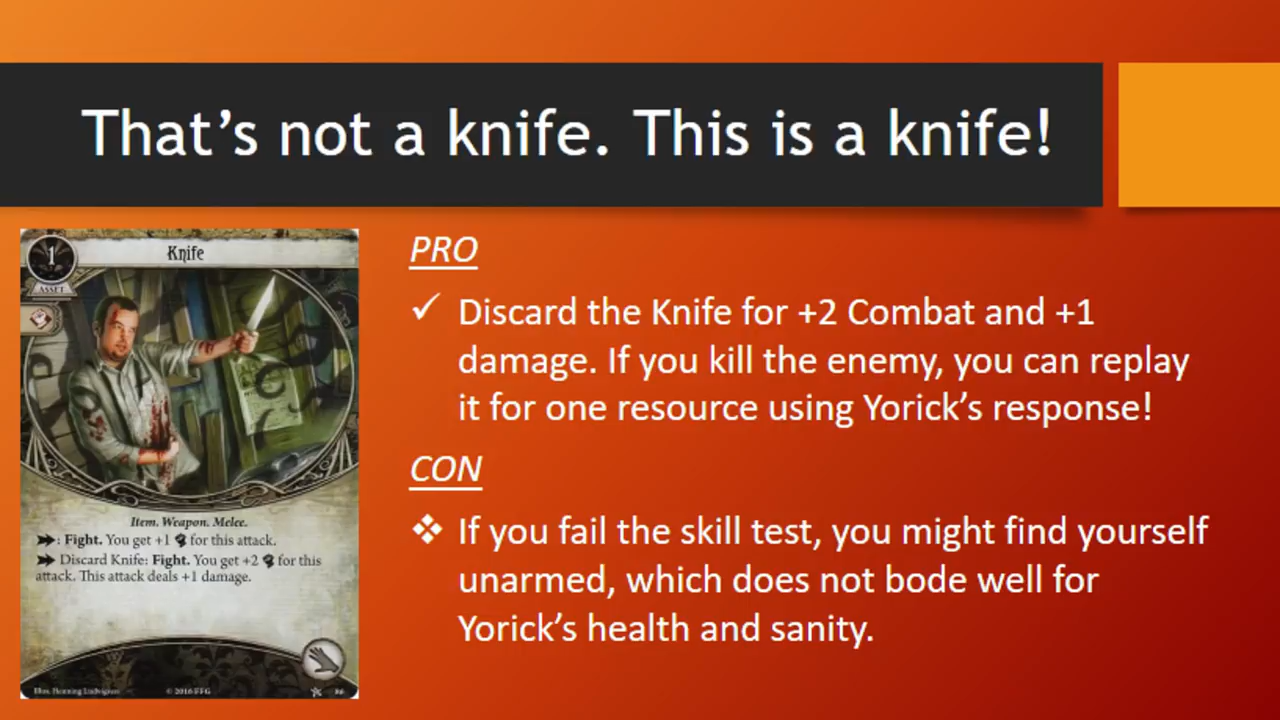 That's not a knife. This is a knife!
1
Knife
ASSET
Item. Weapon. Melee.
: Fight. You get +1 for this attack.
Discard Knife: Fight. You get +2 for this
attack. This attack deals +1 damage.
Illus. Henning Ludvigsen
© 2016 FFG
86
PRO
Discard the Knife for +2 Combat and +1
damage. If you kill the enemy, you can replay
it for one resource using Yorick's response!
CON
If you fail the skill test, you might find yourself
unarmed, which does not bode well for
Yorick's health and sanity.